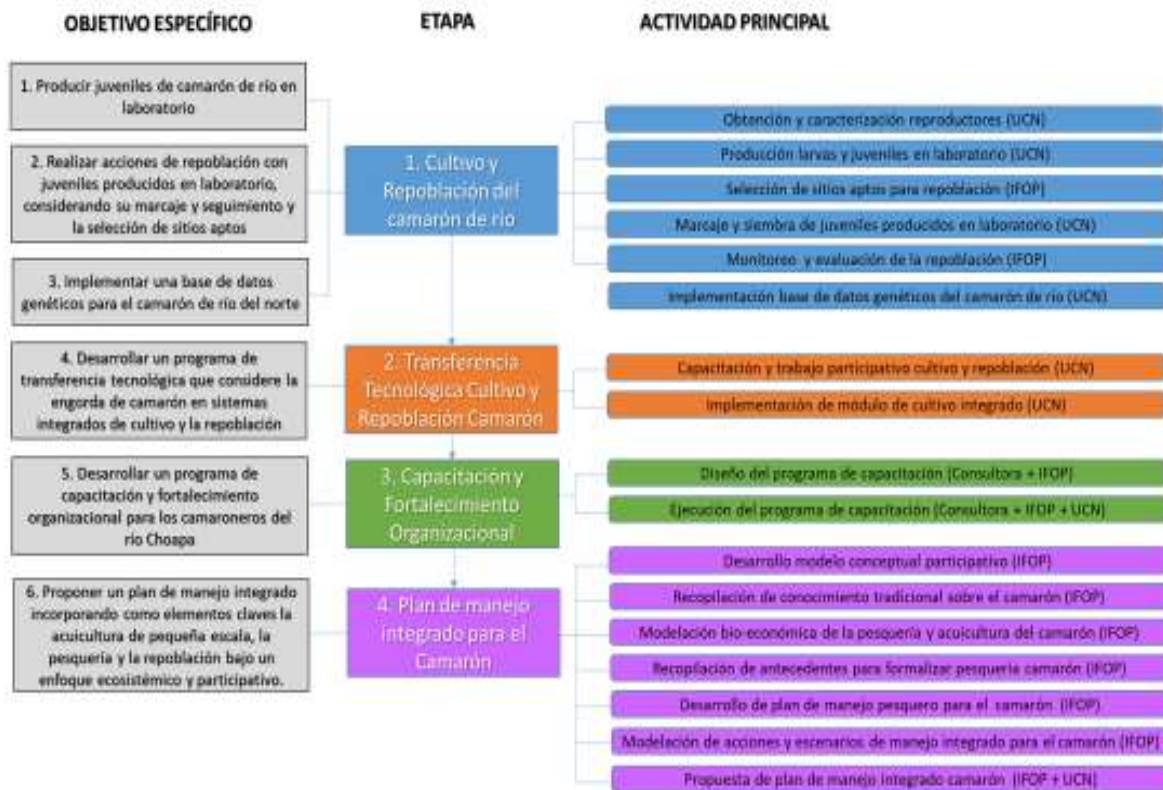 OBJETIVO ESPECÍFICO
ETAPA
ACTIVIDAD PRINCIPAL
1. Producir juveniles de camarón de río en
laboratorio
2. Realizar acciones de repoblación con
juveniles producidos en laboratorio,
considerando su marcaje y seguimiento y
la selección de sitios aptos
3. Implementar una base de datos
genéticos para el camarón de río del norte
4. Desarrollar un programa de
transferencia tecnológica que considere la
engorda de camarón en sistemas
integrados de cultivo y la repoblación
5. Desarrollar un programa de
capacitación y fortalecimiento
organizacional para los camaroneros del
río Choapa
6. Proponer un plan de manejo integrado
incorporando como elementos claves la
acuicultura de pequeña escala, la
pesquería y la repoblación bajo un
enfoque ecosistémico y participativo.
1. Cultivo y
Repoblación del
camarón de río
2. Transferencia
Tecnológica Cultivo y
Repoblación Camarón
3. Capacitación y
Fortalecimiento
Organizacional
4. Plan de manejo
integrado para el
Camarón
Obtención y caracterización reproductores (UCN)
Producción larvas y juveniles en laboratorio (UCN)
Selección de sitios aptos para repoblación (IFOP)
Marcaje y siembra de juveniles producidos en laboratorio (UCN)
Monitoreo y evaluación de la repoblación (IFOP)
Implementación base de datos genéticos del camarón de río (UCN)
Capacitación y trabajo participativo cultivo y repoblación (UCN)
Implementación de módulo de cultivo integrado (UCN)
Diseño del programa de capacitación (Consultora + IFOP)
Ejecución del programa de capacitación (Consultora + IFOP + UCN)
Desarrollo modelo conceptual participativo (IFOP)
Recopilación de conocimiento tradicional sobre el camarón (IFOP)
Modelación bio-económica de la pesquería y acuicultura del camarón (IFOP)
Recopilación de antecedentes para formalizar pesquería camarón (IFOP)
Desarrollo de plan de manejo pesquero para el camarón (IFOP)
Modelación de acciones y escenarios de manejo integrado para el camarón (IFOP)
Propuesta de plan de manejo integrado camarón (IFOP + UCN)